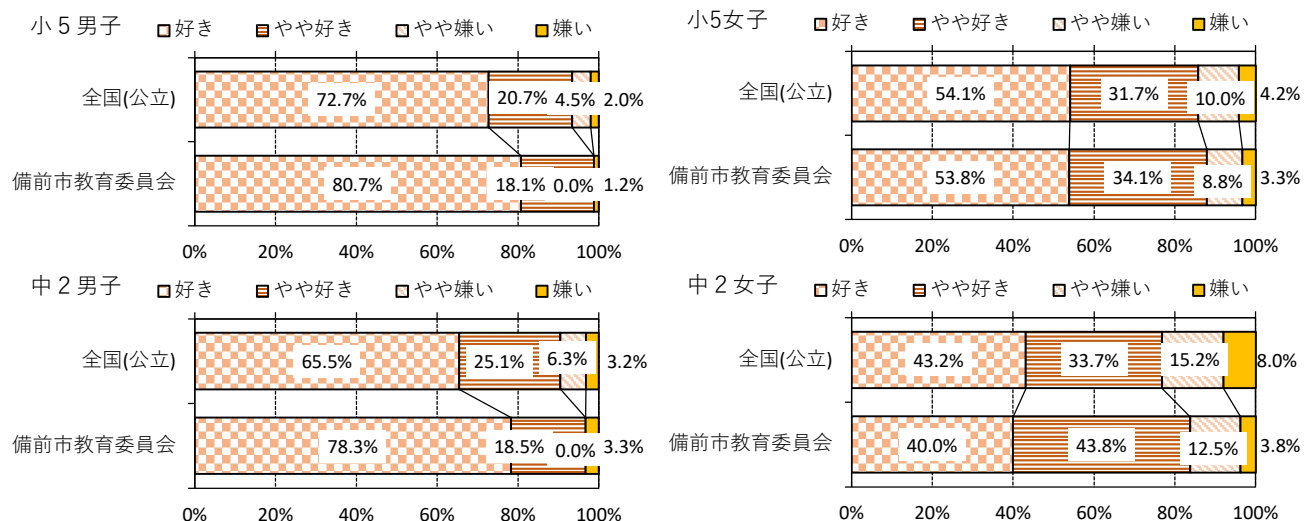 小５男子 好き やや好き やや嫌い 嫌い
全国(公立) 72.7% 20.7% 4.5% 2.0%
備前市教育委員会 80.7% 18.1% 0.0% 1.2%
0% 20% 40% 60% 80% 100%
小5女子 好き やや好き やや嫌い 嫌い
全国(公立) 54.1% 31.7% 10.0% 4.2%
備前市教育委員会 53.8% 34.1% 8.8% 3.3%
0% 20% 40% 60% 80% 100%
中２男子 好き やや好き やや嫌い 嫌い
全国(公立) 65.5% 25.1% 6.3% 3.2%
備前市教育委員会 78.3% 18.5% 0.0% 3.3%
0% 20% 40% 60% 80% 100%
中２女子 好き やや好き やや嫌い 嫌い
全国(公立) 43.2% 33.7% 15.2% 8.0%
備前市教育委員会 40.0% 43.8% 12.5% 3.8%
0% 20% 40% 60% 80% 100%